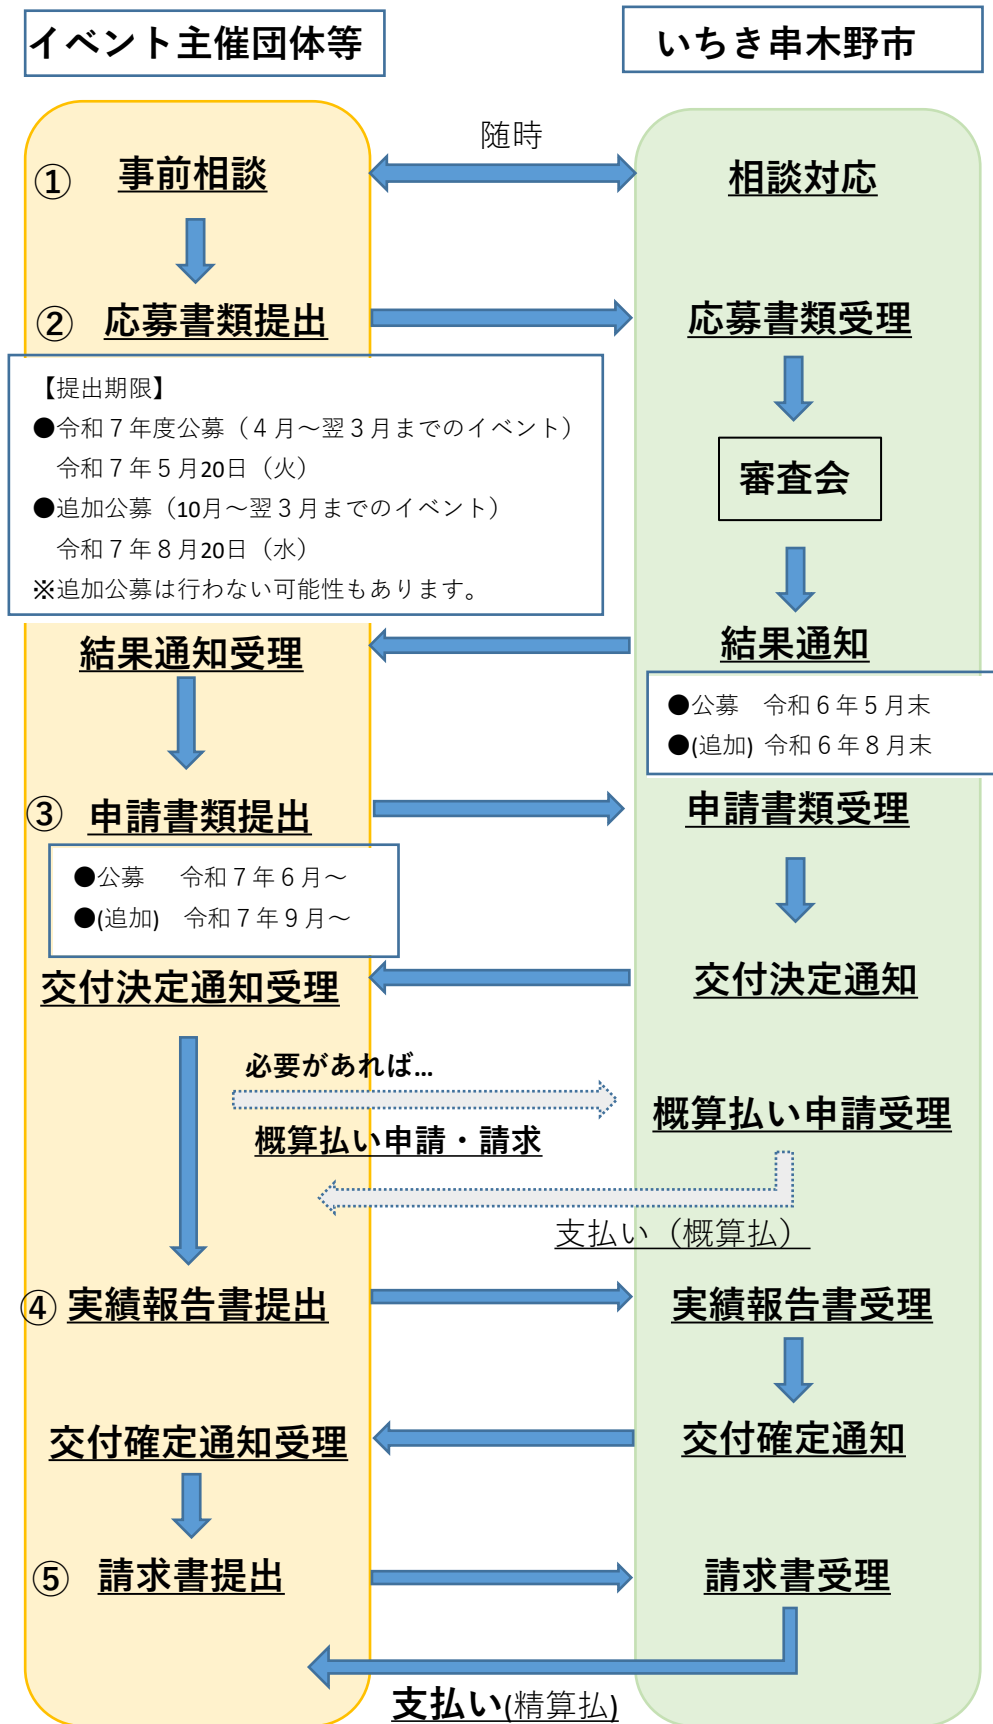 イベント主催団体等
いちき串木野市
随時
① 事前相談
相談対応
② 応募書類提出
応募書類受理
【提出期限】
●令和７年度公募（４月～翌３月までのイベント）
令和７年５月20日（火）
●追加公募（10月～翌３月までのイベント）
令和７年８月20日（水）
※追加公募は行わない可能性もあります。
審査会
結果通知受理
結果通知
●公募 令和６年５月末
●(追加) 令和６年８月末
③ 申請書類提出
申請書類受理
●公募 令和７年６月～
●(追加) 令和７年９月～
交付決定通知受理
交付決定通知
必要があれば…
概算払い申請・請求
概算払い申請受理
支払い（概算払）
④ 実績報告書提出
実績報告書受理
交付確定通知受理
交付確定通知
⑤ 請求書提出
請求書受理
支払い(精算払)